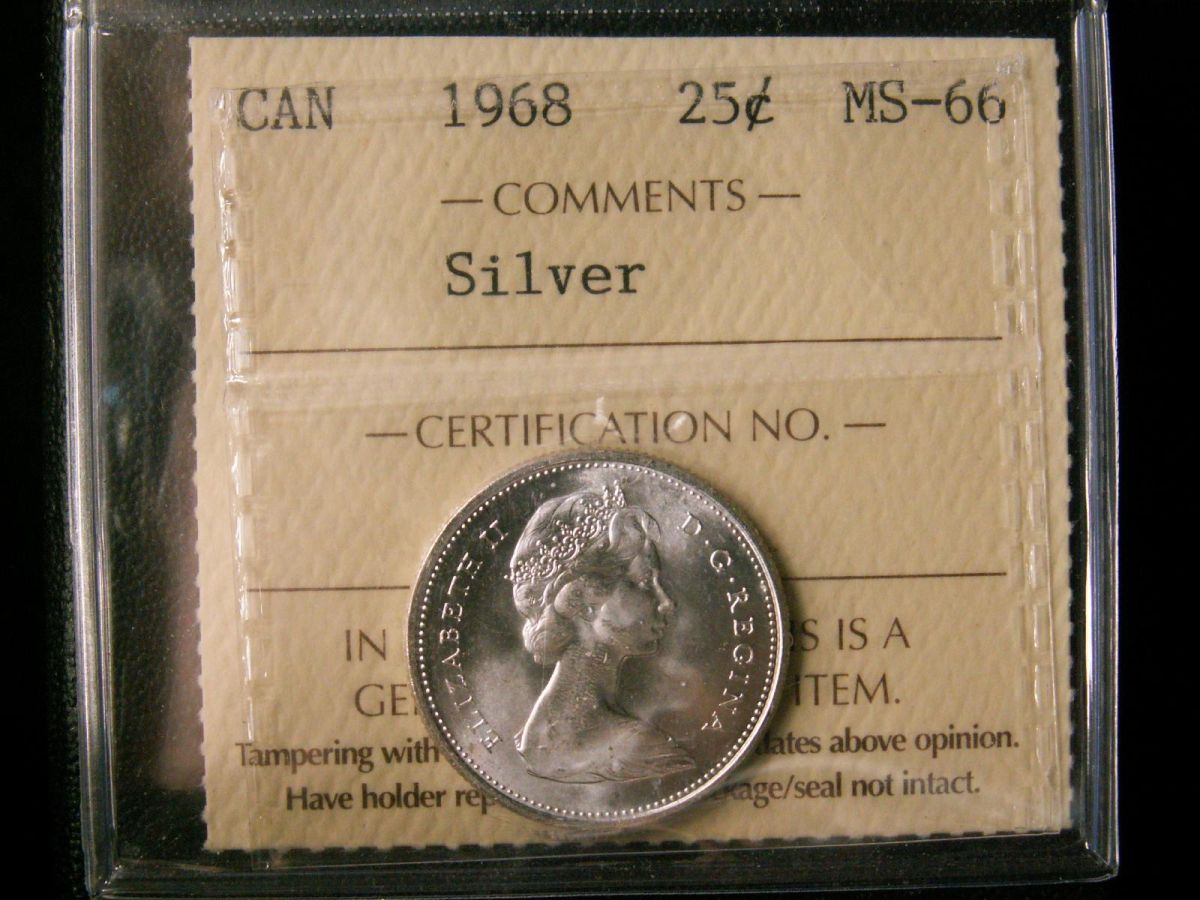 CAN 1968 25¢ MS-66
— COMMENTS —
Silver
— CERTIFICATION NO. —
ELIZABETH II D·G·REGINA
IN IS A
GE ITEM.
Tampering with dates above opinion.
Have holder rep kage/seal not intact.